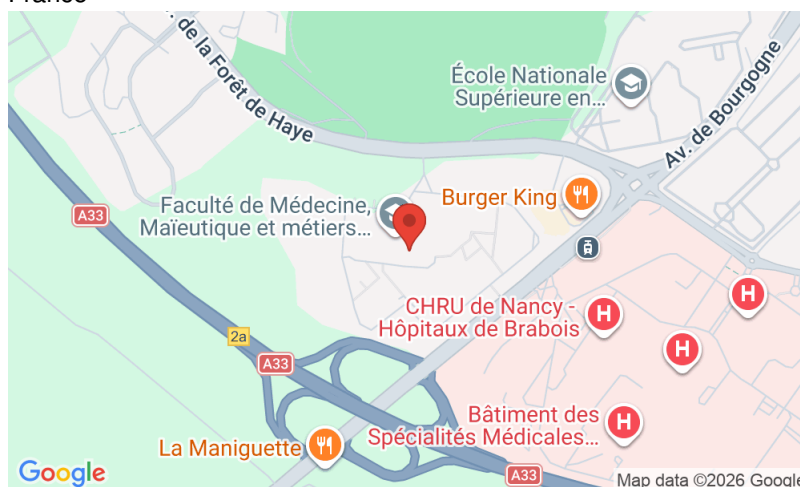 France
Av. de la Forêt de Haye
École Nationale
Supérieure en...
Av. de Bourgogne
Burger King
Faculté de Médecine,
Maïeutique et métiers...
A33
CHRU de Nancy -
Hôpitaux de Brabois
H
H
H
2a
A33
Bâtiment des
Spécialités Médicales...
H
La Maniguette
Google
A33
Map data ©2026 Google